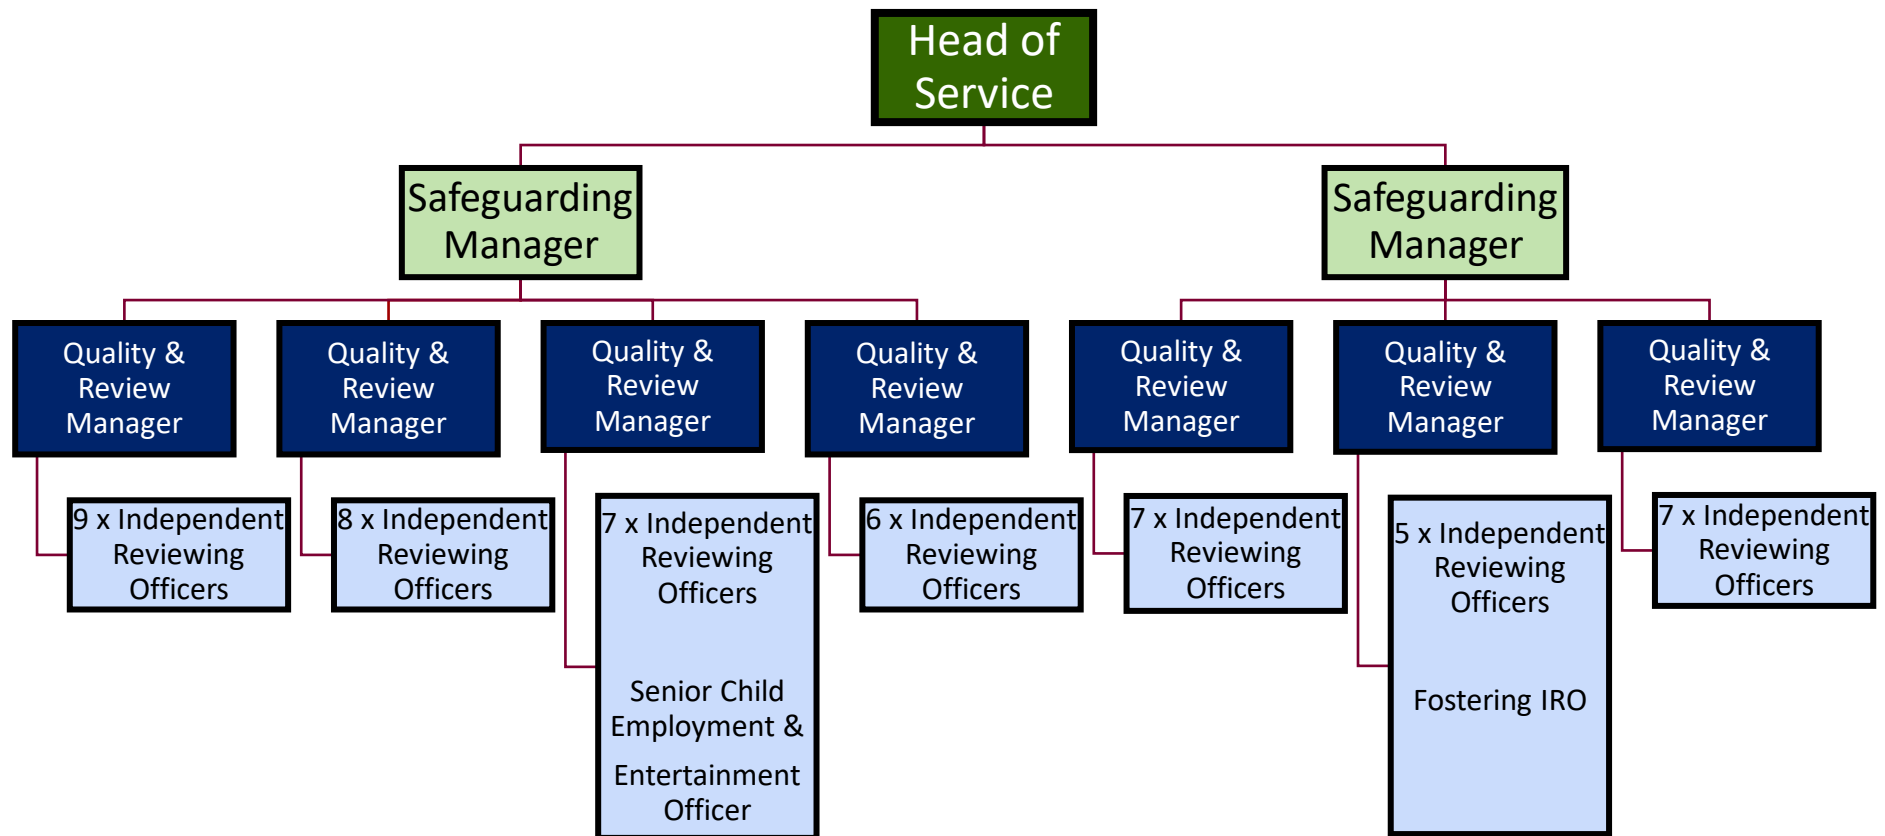 Head of
Service
Safeguarding
Manager
Safeguarding
Manager
Quality &
Review
Manager
Quality &
Review
Manager
Quality &
Review
Manager
Quality &
Review
Manager
Quality &
Review
Manager
Quality &
Review
Manager
Quality &
Review
Manager
9 x Independent
Reviewing
Officers
8 x Independent
Reviewing
Officers
7 x Independent
Reviewing
Officers
Senior Child
Employment &
Entertainment
Officer
6 x Independent
Reviewing
Officers
7 x Independent
Reviewing
Officers
5 x Independent
Reviewing
Officers
Fostering IRO
7 x Independent
Reviewing
Officers